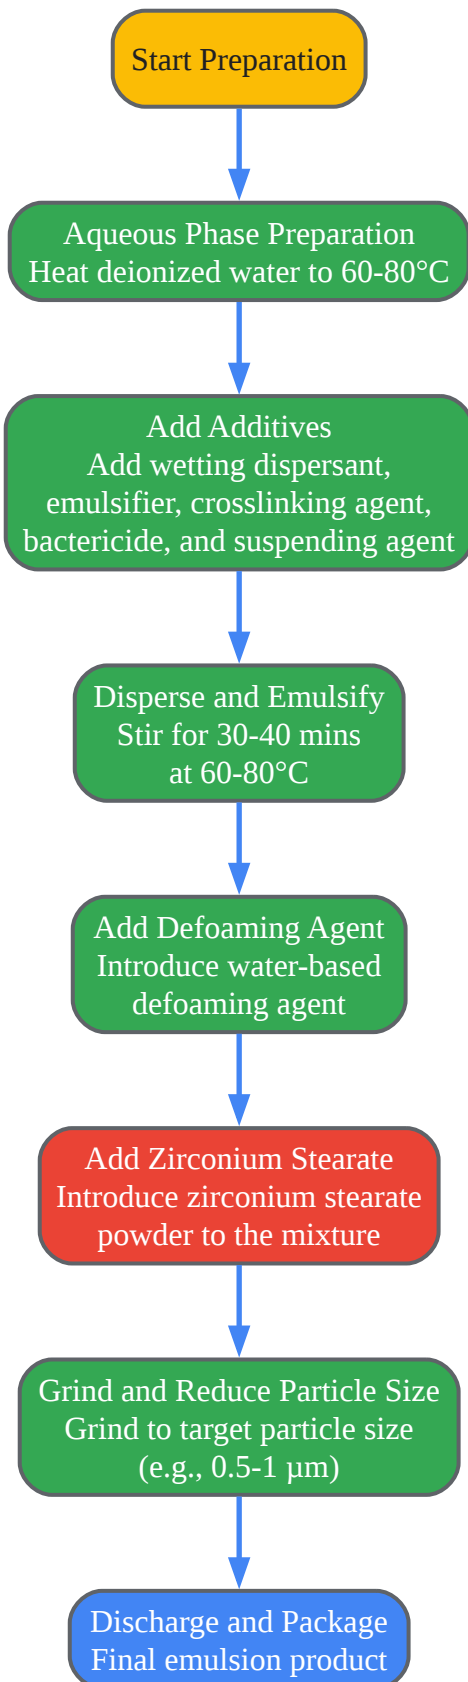 Start Preparation
Aqueous Phase Preparation
Heat deionized water to 60-80°C
Add Additives
Add wetting dispersant,
emulsifier, crosslinking agent,
bactericide, and suspending agent
Disperse and Emulsify
Stir for 30-40 mins
at 60-80°C
Add Defoaming Agent
Introduce water-based
defoaming agent
Add Zirconium Stearate
Introduce zirconium stearate
powder to the mixture
Grind and Reduce Particle Size
Grind to target particle size
(e.g., 0.5-1 µm)
Discharge and Package
Final emulsion product